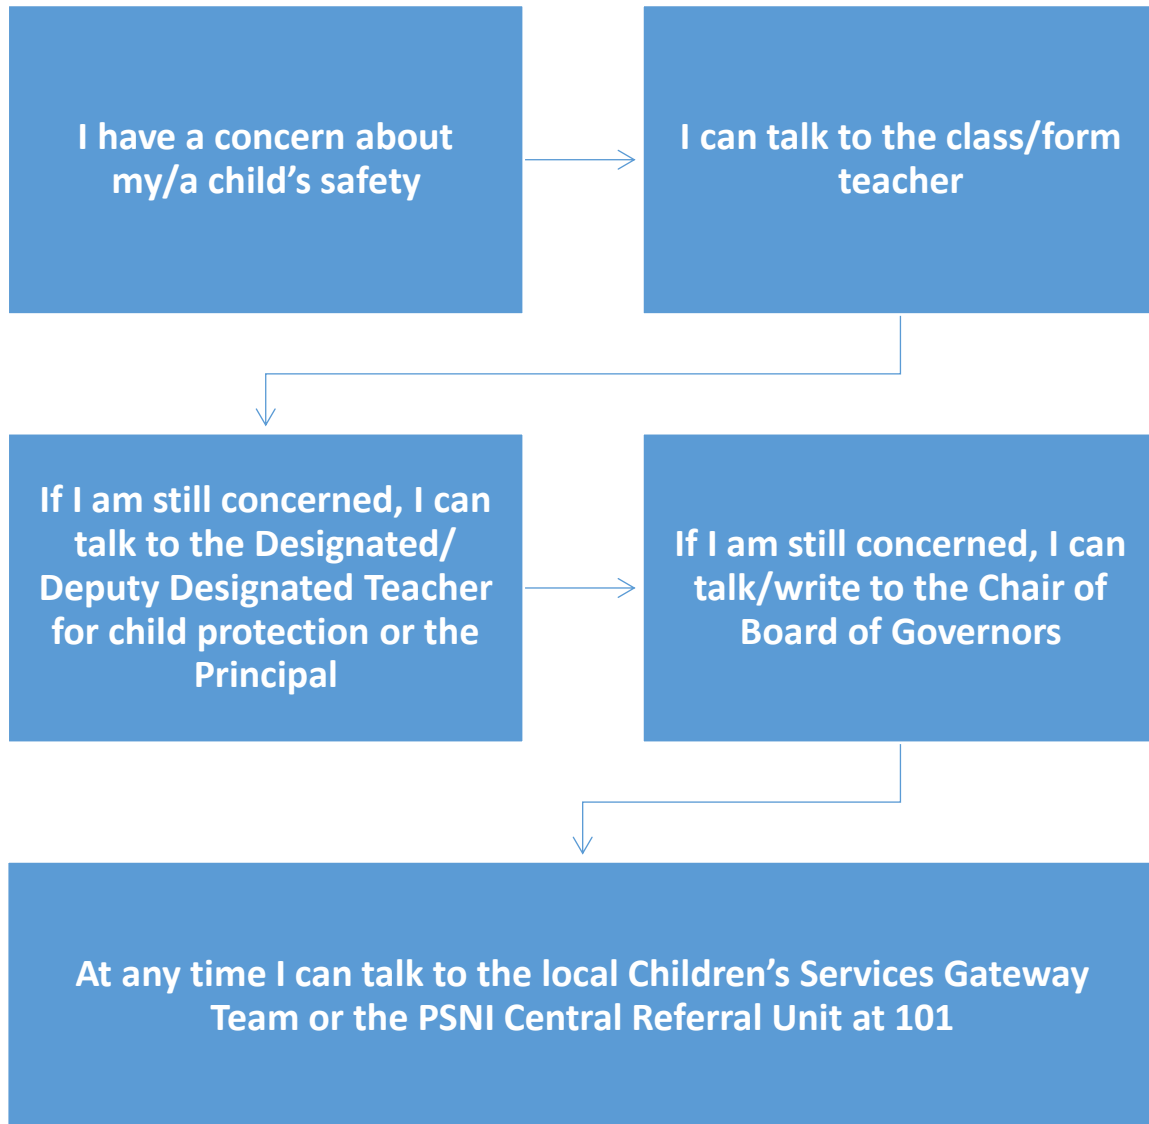 I have a concern about
my/a child’s safety
I can talk to the class/form
teacher
If I am still concerned, I can
talk to the Designated/
Deputy Designated Teacher
for child protection or the
Principal
If I am still concerned, I can
talk/write to the Chair of
Board of Governors
At any time I can talk to the local Children’s Services Gateway
Team or the PSNI Central Referral Unit at 101